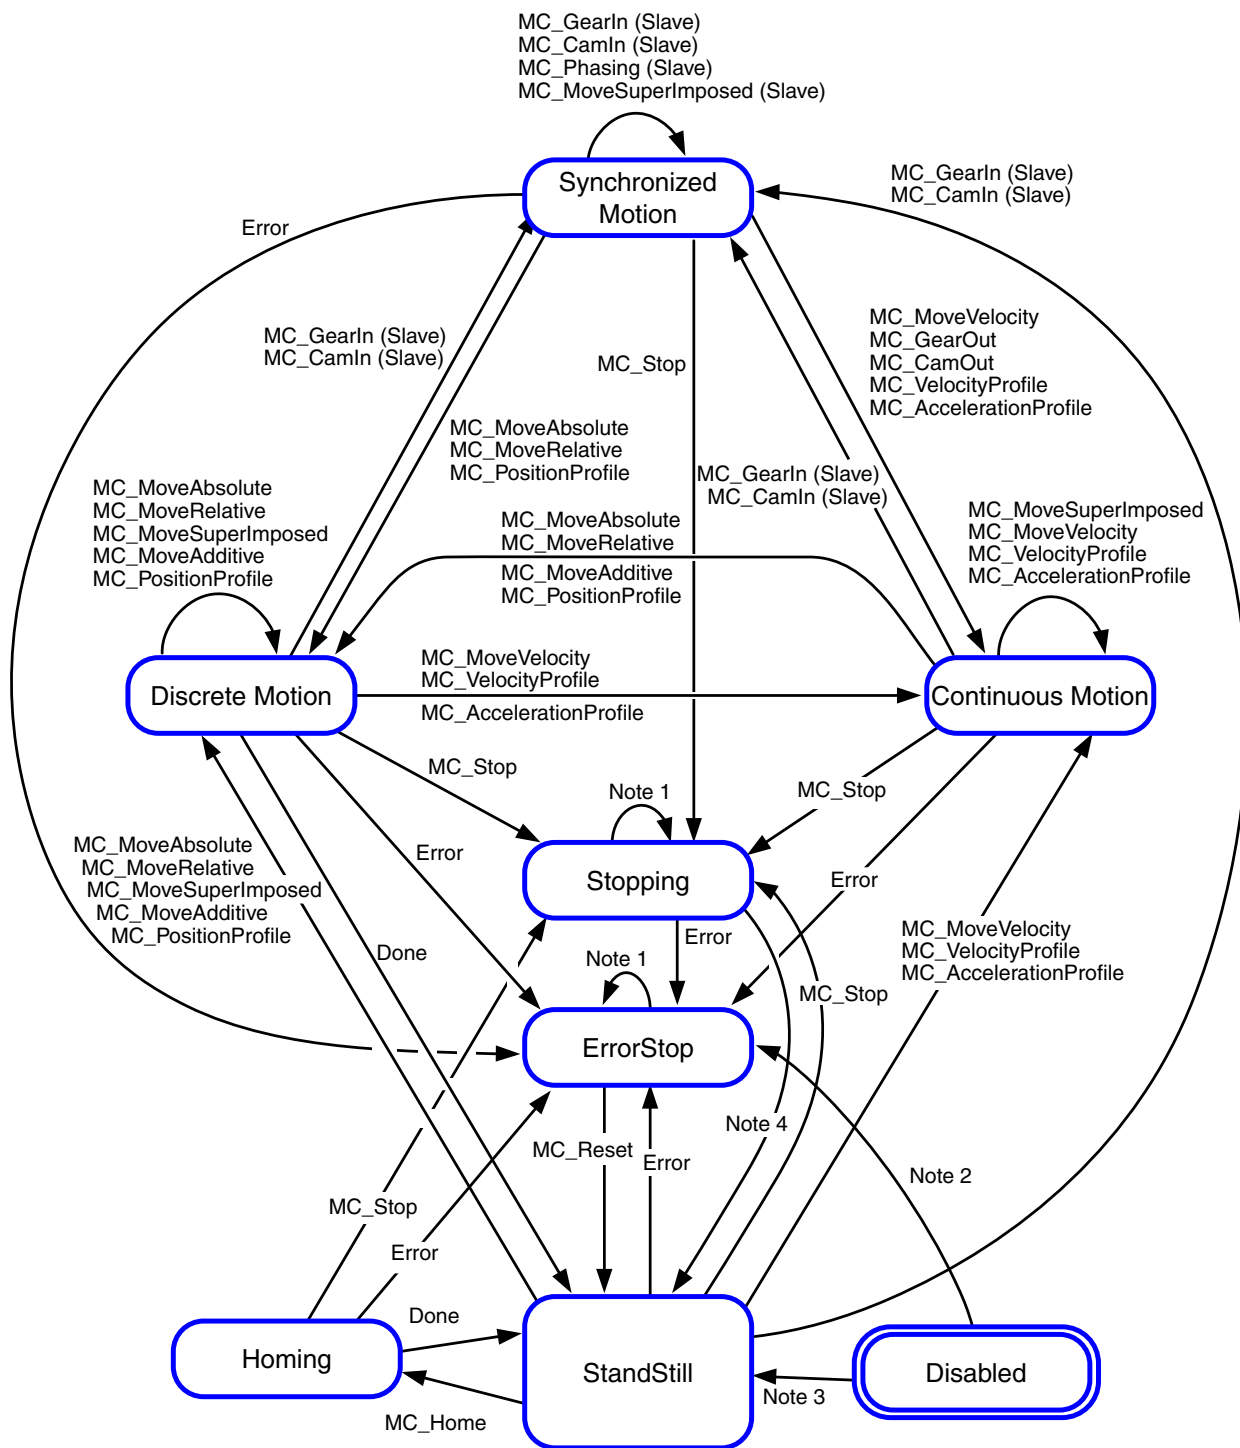 MC_GearIn (Slave)
MC_CamIn (Slave)
MC_Phasing (Slave)
MC_MoveSuperImposed (Slave)
Synchronized
Motion
MC_GearIn (Slave)
MC_CamIn (Slave)
Error
MC_GearIn (Slave)
MC_CamIn (Slave)
MC_Stop
MC_MoveVelocity
MC_GearOut
MC_CamOut
MC_VelocityProfile
MC_AccelerationProfile
MC_MoveAbsolute
MC_MoveRelative
MC_PositionProfile
MC_GearIn (Slave)
MC_CamIn (Slave)
MC_MoveAbsolute
MC_MoveRelative
MC_MoveSuperImposed
MC_MoveAdditive
MC_PositionProfile
MC_MoveAbsolute
MC_MoveRelative
MC_MoveAdditive
MC_PositionProfile
MC_MoveSuperImposed
MC_MoveVelocity
MC_VelocityProfile
MC_AccelerationProfile
Discrete Motion
MC_MoveVelocity
MC_VelocityProfile
MC_AccelerationProfile
Continuous Motion
MC_Stop
Note 1
MC_Stop
MC_MoveAbsolute
MC_MoveRelative
MC_MoveSuperImposed
MC_MoveAdditive
MC_PositionProfile
Error
Stopping
Error
Done
Error
Note 1
MC_Stop
MC_MoveVelocity
MC_VelocityProfile
MC_AccelerationProfile
ErrorStop
MC_Reset
Error
Note 4
Note 2
MC_Stop
Error
Done
Homing
StandStill
Disabled
Note 3
MC_Home